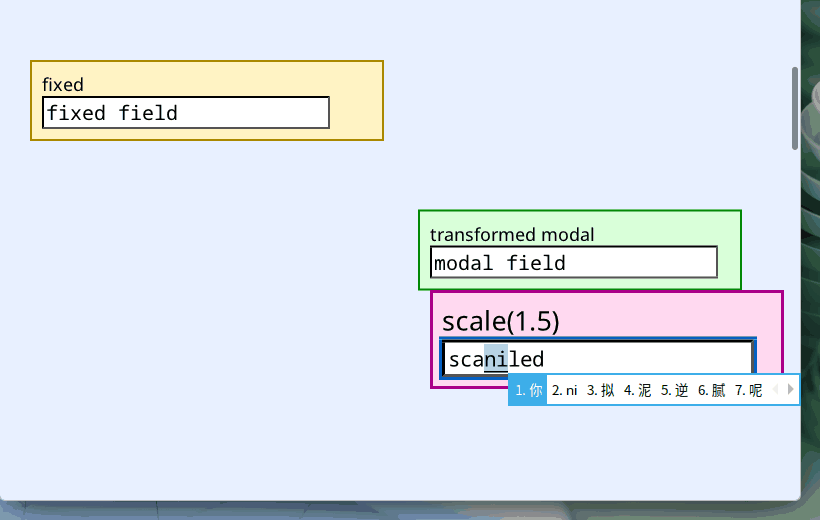 fixed
fixed field
transformed modal
modal field
scale(1.5)
scaniled
1. 你 2. ni 3. 拟 4. 泥 5. 逆 6. 腻 7. 呢